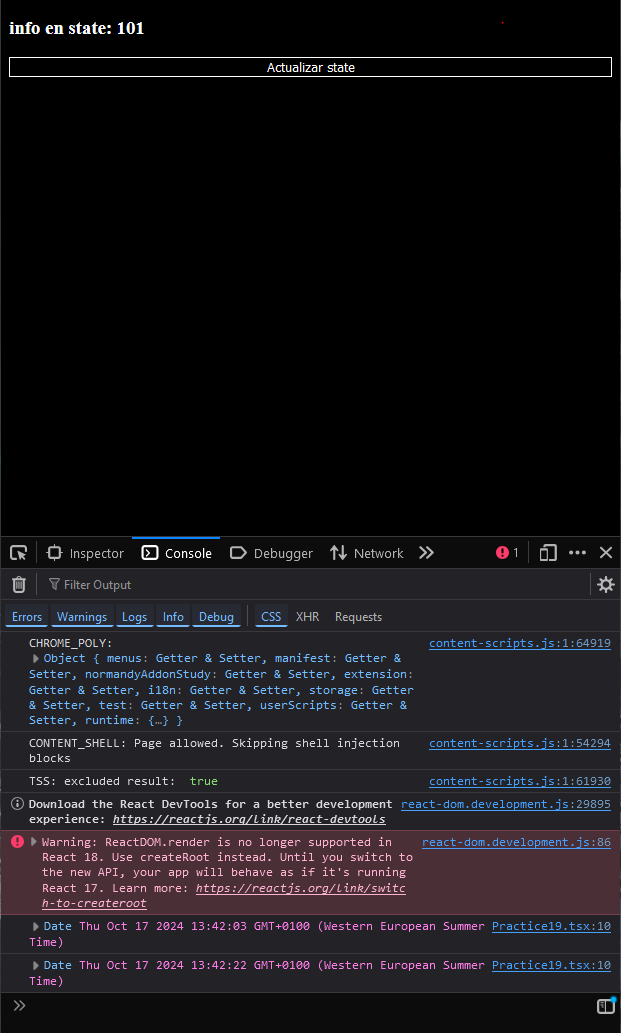 info en state: 101
Actualizar state
Inspector Console Debugger Network 1
Filter Output
Errors Warnings Logs Info Debug CSS XHR Requests
CHROME_POLY: content-scripts.js:1:64919
Object { menus: Getter & Setter, manifest: Getter &
Setter, normandyAddonStudy: Getter & Setter, extension:
Getter & Setter, i18n: Getter & Setter, storage: Getter
& Setter, test: Getter & Setter, userScripts: Getter &
Setter, runtime: {…} }
CONTENT_SHELL: Page allowed. Skipping shell injection content-scripts.js:1:54294
blocks
TSS: excluded result: true content-scripts.js:1:61930
Download the React DevTools for a better development react-dom.development.js:29895
experience: https://reactjs.org/link/react-devtools
Warning: ReactDOM.render is no longer supported in react-dom.development.js:86
React 18. Use createRoot instead. Until you switch to
the new API, your app will behave as if it's running
React 17. Learn more: https://reactjs.org/link/switc
h-to-createroot
Date Thu Oct 17 2024 13:42:03 GMT+0100 (Western European Summer Practice19.tsx:10
Time)
Date Thu Oct 17 2024 13:42:22 GMT+0100 (Western European Summer Practice19.tsx:10
Time)